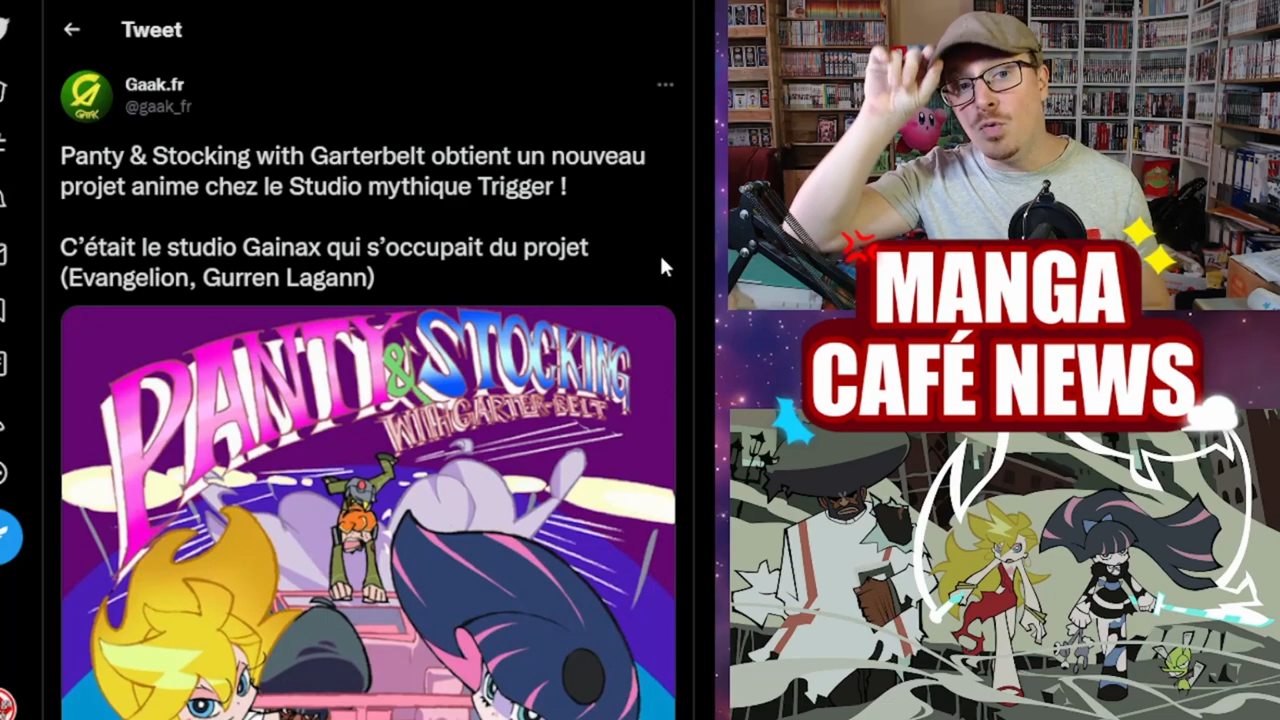 Tweet
Gaak.fr
@gaak_fr
Panty & Stocking with Garterbelt obtient un nouveau
projet anime chez le Studio mythique Trigger !
C’était le studio Gainax qui s’occupait du projet
(Evangelion, Gurren Lagann)
PANTY & STOCKING
WITH GARTER-BELT
MANGA
CAFÉ NEWS